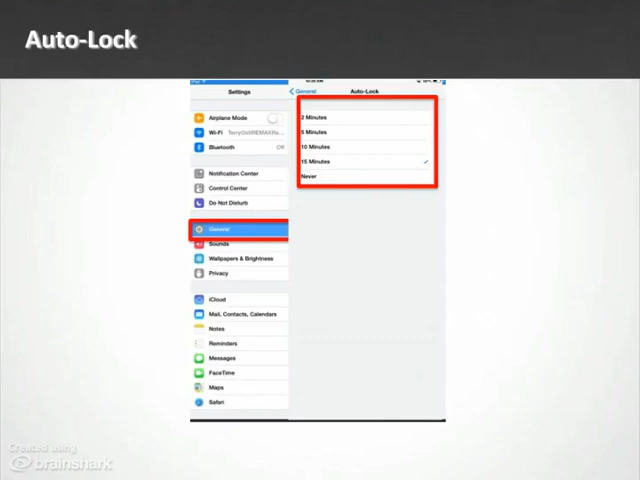 Auto-Lock
Settings
General
Auto-Lock
Airplane Mode
Wi-Fi
Bluetooth
Off
Notification Center
Control Center
Do Not Disturb
General
Sounds
Wallpapers & Brightness
Privacy
iCloud
Mail, Contacts, Calendars
Notes
Reminders
Messages
FaceTime
Maps
Safari
2 Minutes
5 Minutes
10 Minutes
15 Minutes
Never
Created using
brainshark